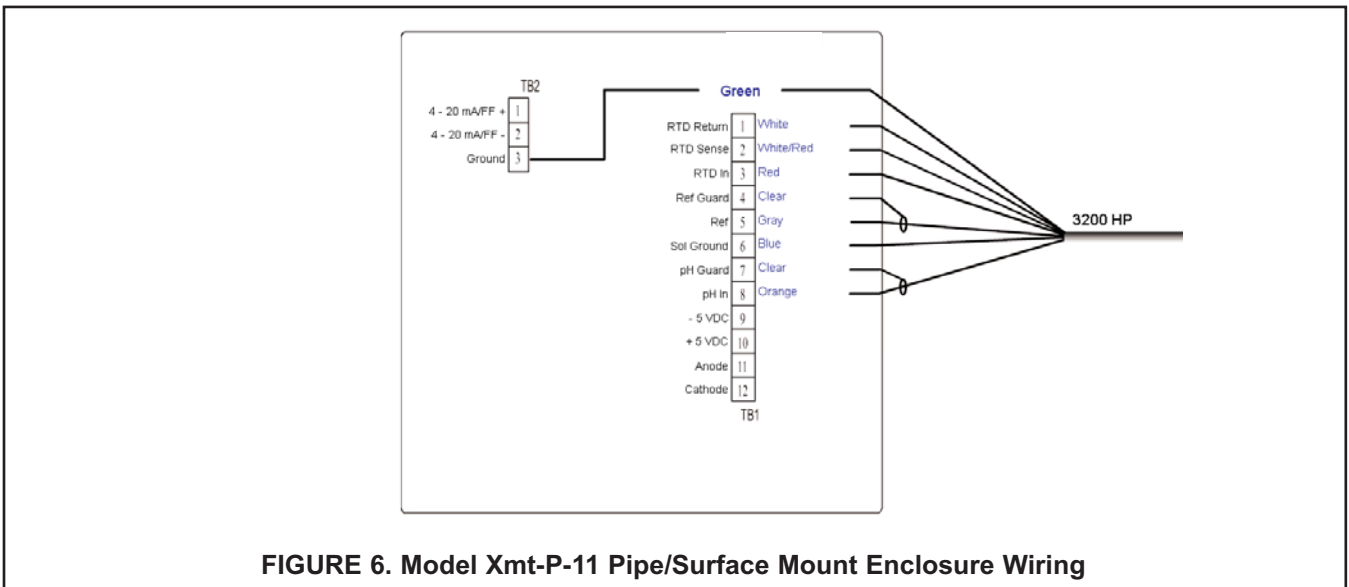 TB2
4 - 20 mA/FF + 1
4 - 20 mA/FF - 2
Ground 3
Green
RTD Return 1 White
RTD Sense 2 White/Red
RTD In 3 Red
Ref Guard 4 Clear
Ref 5 Gray
Sol Ground 6 Blue
pH Guard 7 Clear
pH In 8 Orange
- 5 VDC 9
+ 5 VDC 10
Anode 11
Cathode 12
TB1
3200 HP
FIGURE 6. Model Xmt-P-11 Pipe/Surface Mount Enclosure Wiring